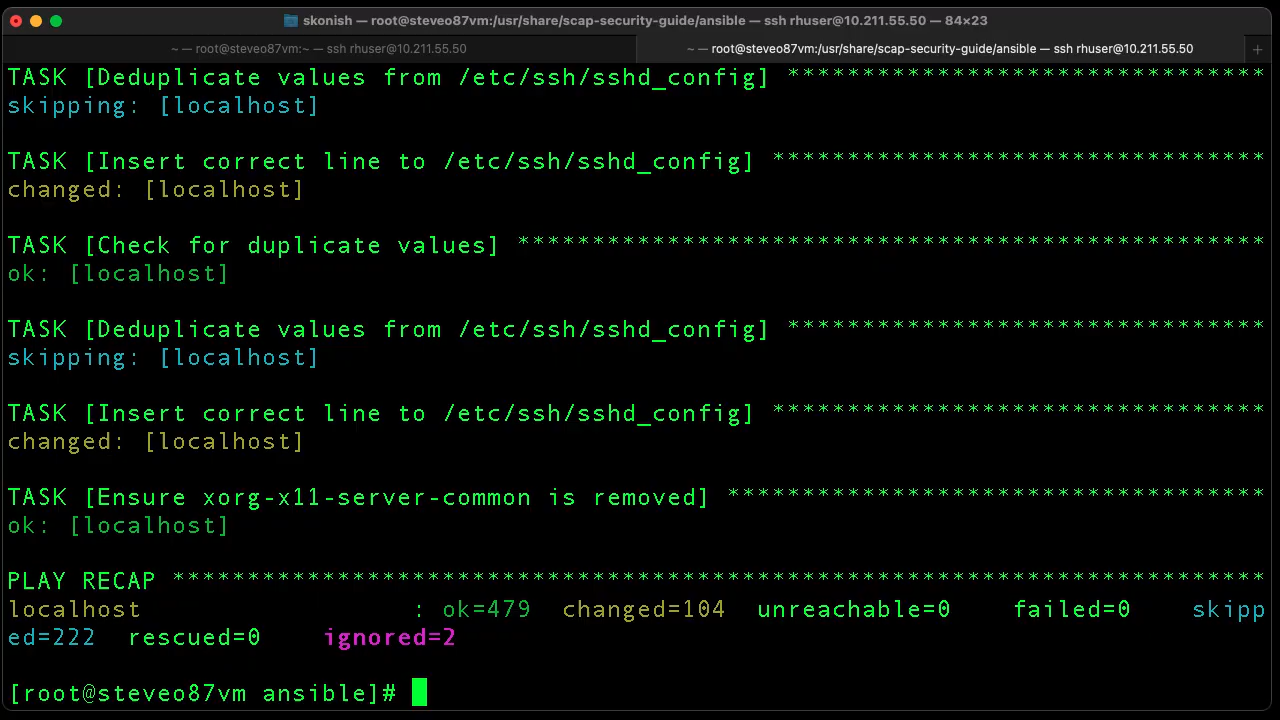 skonish — root@steveo87vm:/usr/share/scap-security-guide/ansible — ssh rhuser@10.211.55.50 — 84×23
~ — root@steveo87vm:~ — ssh rhuser@10.211.55.50
~ — root@steveo87vm:/usr/share/scap-security-guide/ansible — ssh rhuser@10.211.55.50
+
TASK [Deduplicate values from /etc/ssh/sshd_config] ********************************
skipping: [localhost]
TASK [Insert correct line to /etc/ssh/sshd_config] *********************************
changed: [localhost]
TASK [Check for duplicate values] **************************************************
ok: [localhost]
TASK [Deduplicate values from /etc/ssh/sshd_config] ********************************
skipping: [localhost]
TASK [Insert correct line to /etc/ssh/sshd_config] *********************************
changed: [localhost]
TASK [Ensure xorg-x11-server-common is removed] ************************************
ok: [localhost]
PLAY RECAP *************************************************************************
localhost                  : ok=479  changed=104  unreachable=0    failed=0    skipp
ed=222  rescued=0    ignored=2
[root@steveo87vm ansible]#